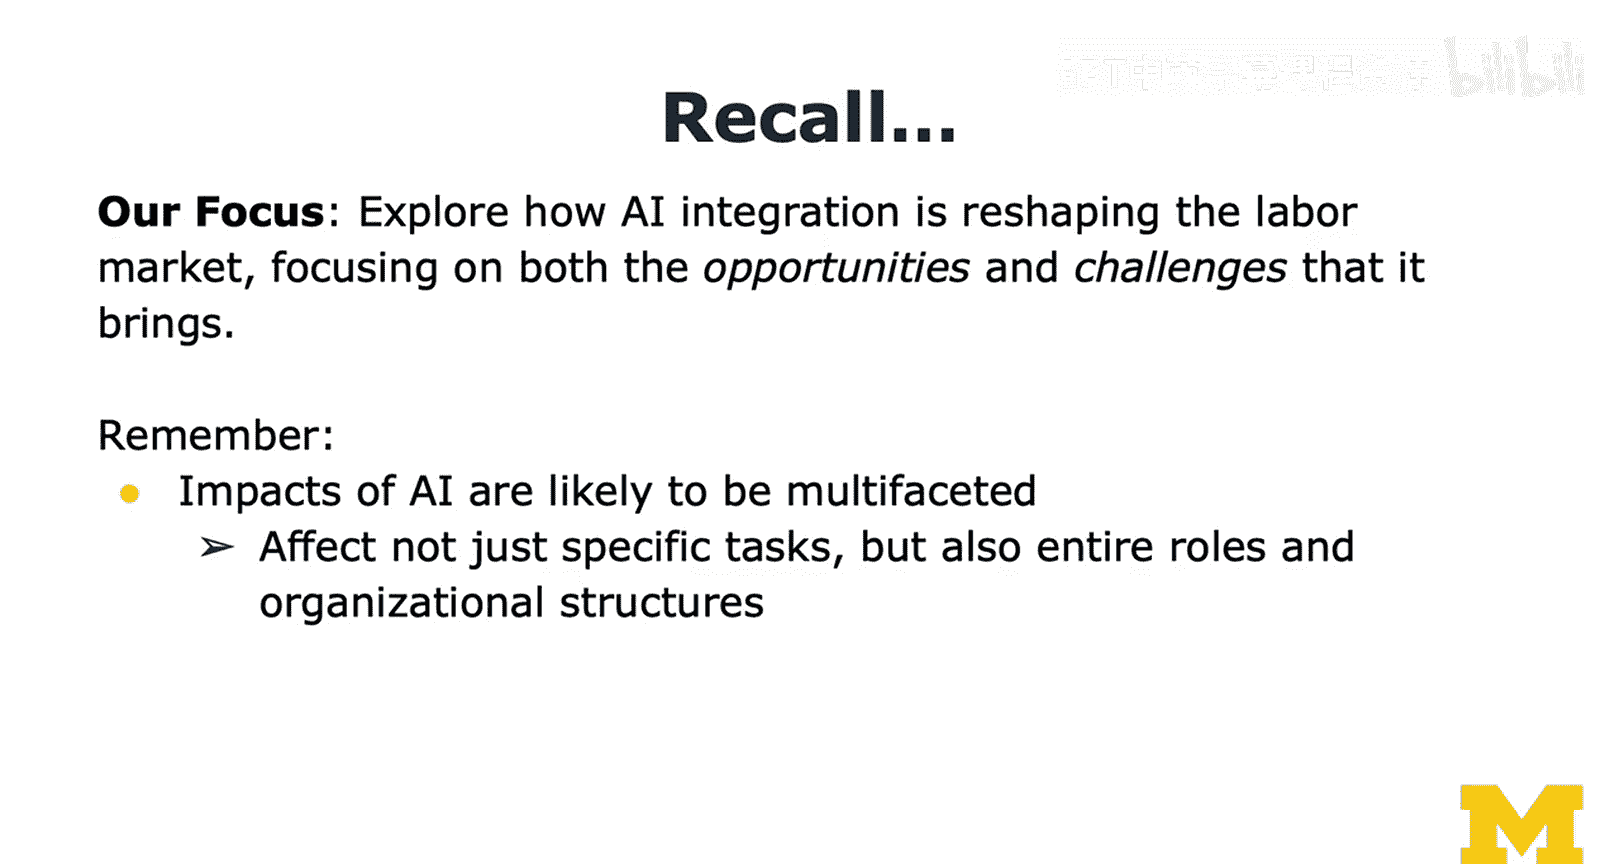 bilibili
Recall...
Our Focus: Explore how AI integration is reshaping the labor
market, focusing on both the opportunities and challenges that it
brings.
Remember:
● Impacts of AI are likely to be multifaceted
➢ Affect not just specific tasks, but also entire roles and
organizational structures
M